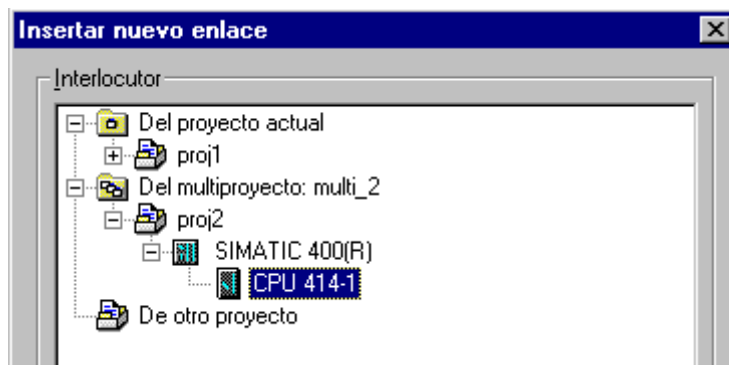 Insertar nuevo enlace
Interlocutor
Del proyecto actual
proj1
Del multiproyecto: multi_2
proj2
SIMATIC 400(R)
CPU 414-1
De otro proyecto